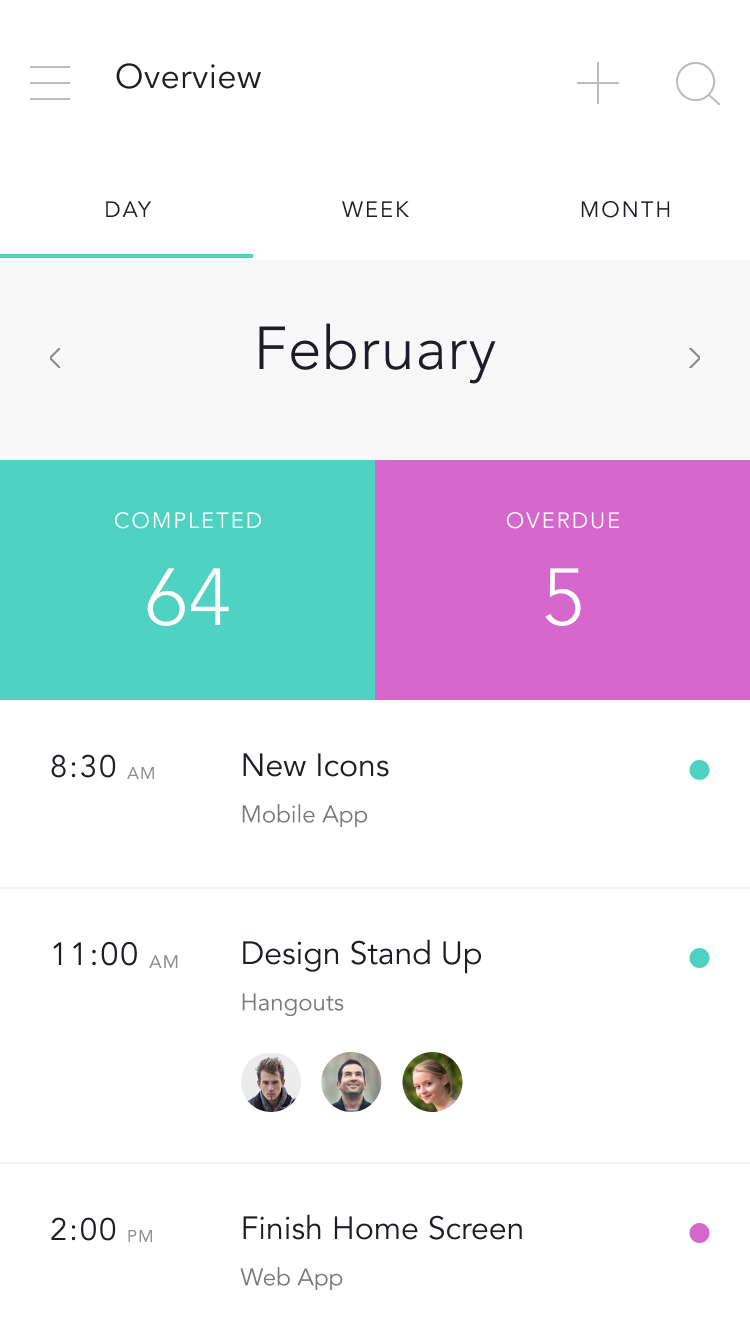 Overview
DAY WEEK MONTH
February
COMPLETED
64
OVERDUE
5
8:30 AM
New Icons
Mobile App
11:00 AM
Design Stand Up
Hangouts
2:00 PM
Finish Home Screen
Web App